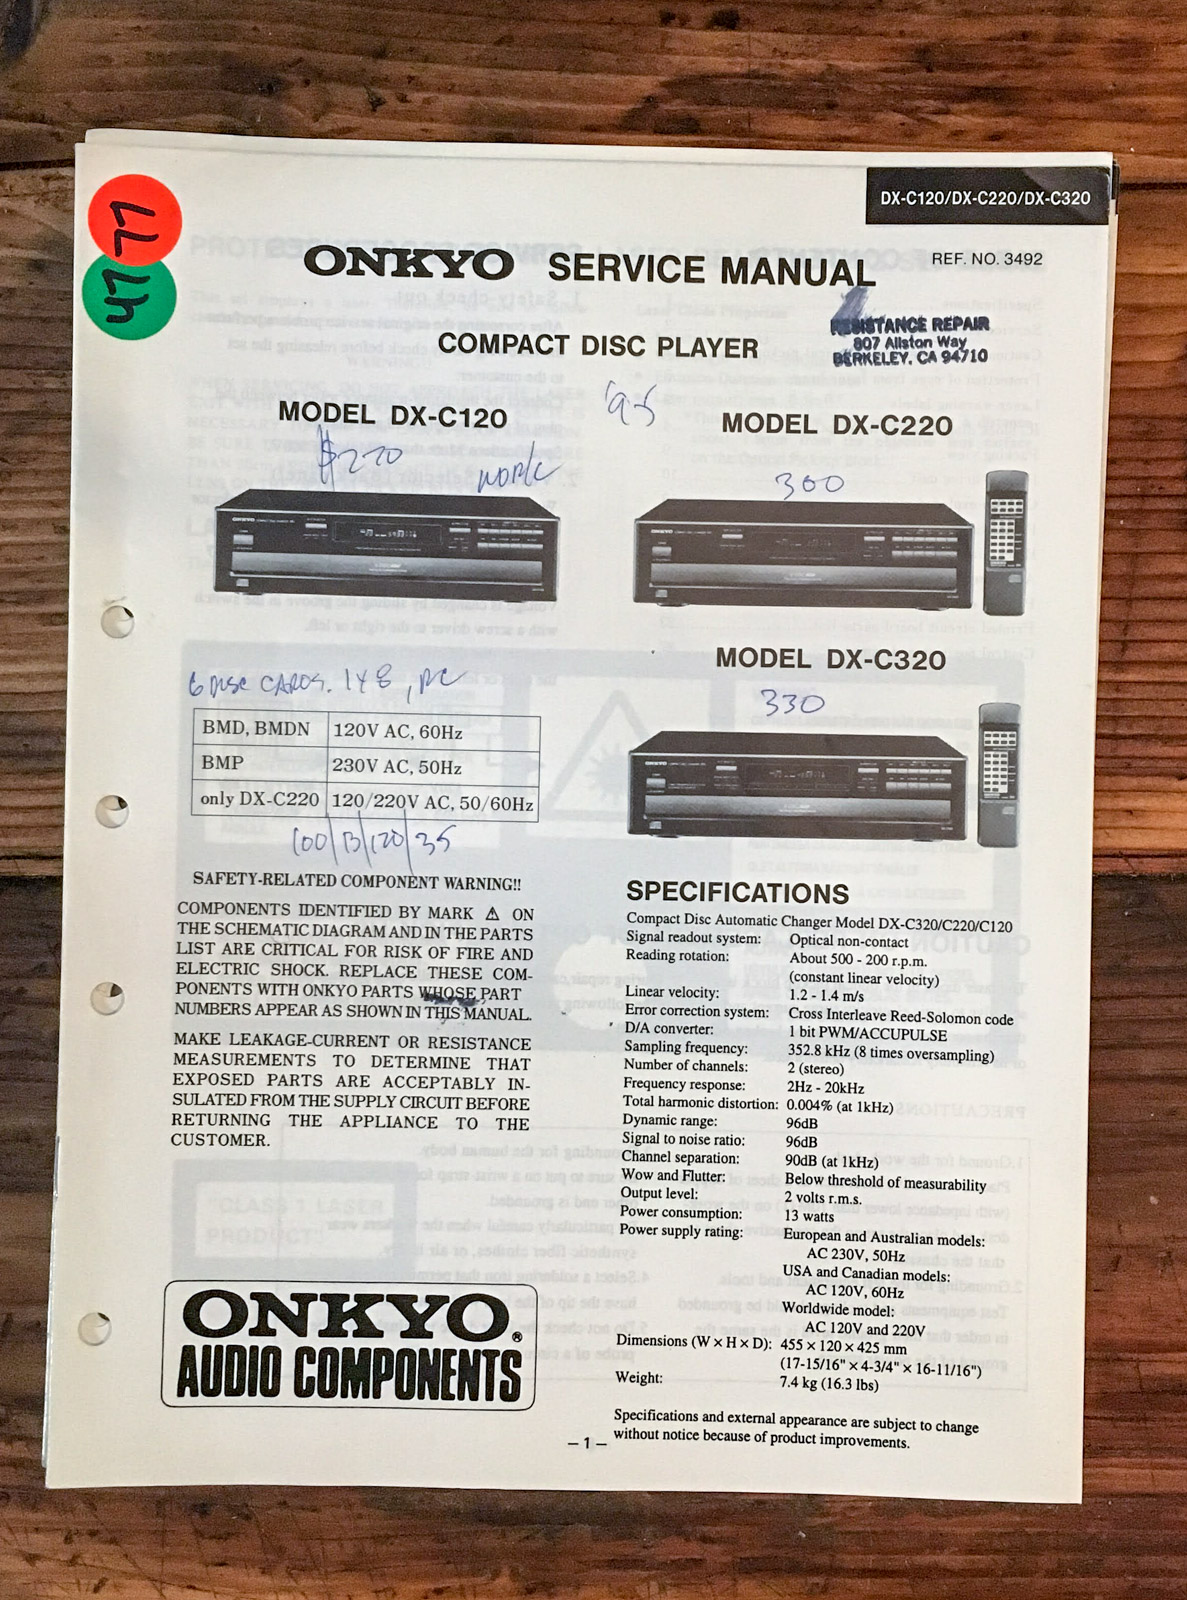 DX-C120/DX-C220/DX-C320
77
47
ONKYO SERVICE MANUAL
REF. NO. 3492
RESISTANCE REPAIR
807 Allston Way
BERKELEY, CA 94710
COMPACT DISC PLAYER
'95
MODEL DX-C120
$220
MODEL DX-C220
300
MODEL DX-C320
330
6 DISC
BMD, BMDN 120V AC, 60Hz
BMP 230V AC, 50Hz
only DX-C220 120/220V AC, 50/60Hz
100/13/120/35
SAFETY-RELATED COMPONENT WARNING!!
COMPONENTS IDENTIFIED BY MARK ⚠ ON
THE SCHEMATIC DIAGRAM AND IN THE PARTS
LIST ARE CRITICAL FOR RISK OF FIRE AND
ELECTRIC SHOCK. REPLACE THESE COM-
PONENTS WITH ONKYO PARTS WHOSE PART
NUMBERS APPEAR AS SHOWN IN THIS MANUAL.
MAKE LEAKAGE-CURRENT OR RESISTANCE
MEASUREMENTS TO DETERMINE THAT
EXPOSED PARTS ARE ACCEPTABLY IN-
SULATED FROM THE SUPPLY CIRCUIT BEFORE
RETURNING THE APPLIANCE TO THE
CUSTOMER.
ONKYO®
AUDIO COMPONENTS
SPECIFICATIONS
Compact Disc Automatic Changer Model DX-C320/C220/C120
Signal readout system: Optical non-contact
Reading rotation: About 500 - 200 r.p.m.
(constant linear velocity)
Linear velocity: 1.2 - 1.4 m/s
Error correction system: Cross Interleave Reed-Solomon code
D/A converter: 1 bit PWM/ACCUPULSE
Sampling frequency: 352.8 kHz (8 times oversampling)
Number of channels: 2 (stereo)
Frequency response: 2Hz - 20kHz
Total harmonic distortion: 0.004% (at 1kHz)
Dynamic range: 96dB
Signal to noise ratio: 96dB
Channel separation: 90dB (at 1kHz)
Wow and Flutter: Below threshold of measurability
Output level: 2 volts r.m.s.
Power consumption: 13 watts
Power supply rating: European and Australian models:
AC 230V, 50Hz
USA and Canadian models:
AC 120V, 60Hz
Worldwide model:
AC 120V and 220V
Dimensions (W × H × D): 455 × 120 × 425 mm
(17-15/16" × 4-3/4" × 16-11/16")
Weight: 7.4 kg (16.3 lbs)
Specifications and external appearance are subject to change
without notice because of product improvements.
– 1 –